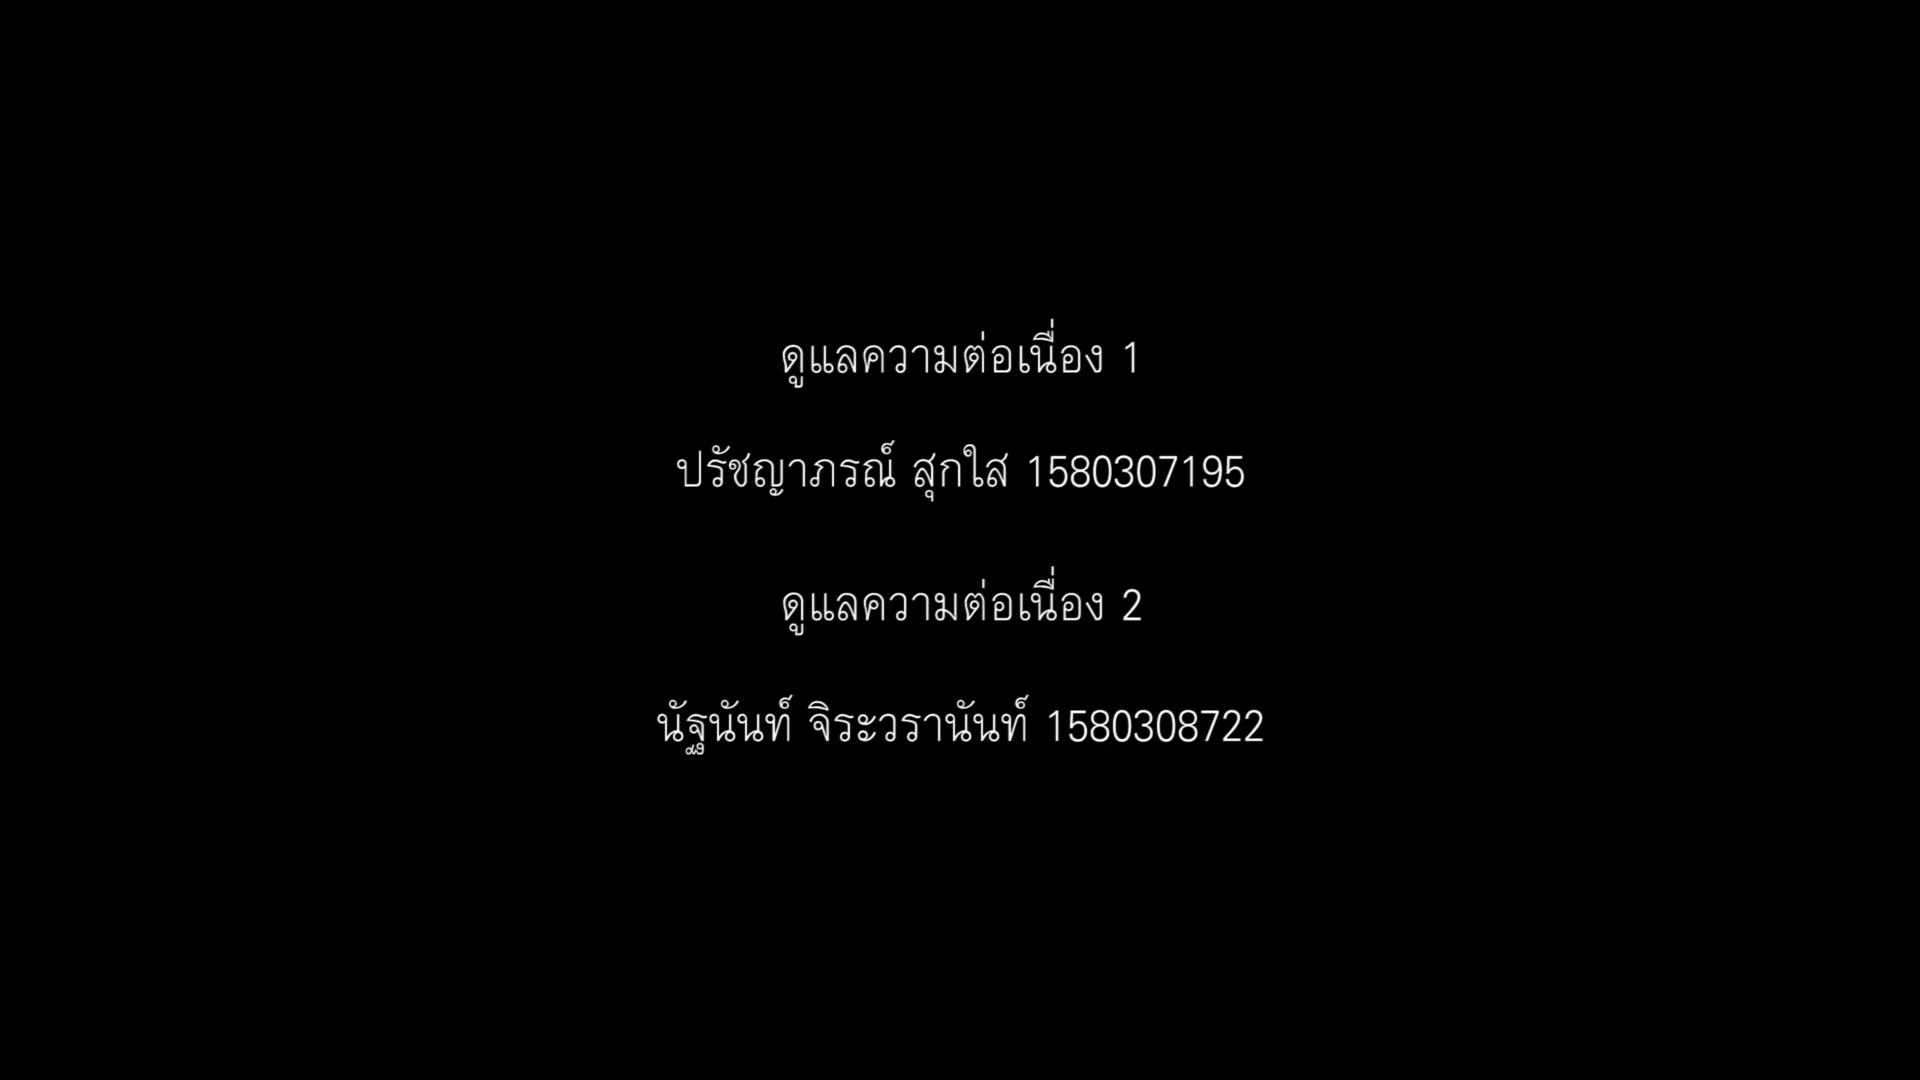 ดูแลความต่อเนื่อง 1
ปรัชญาภรณ์ สุกใส 1580307195
ดูแลความต่อเนื่อง 2
นัฐนันท์ จิระวรานันท์ 1580308722